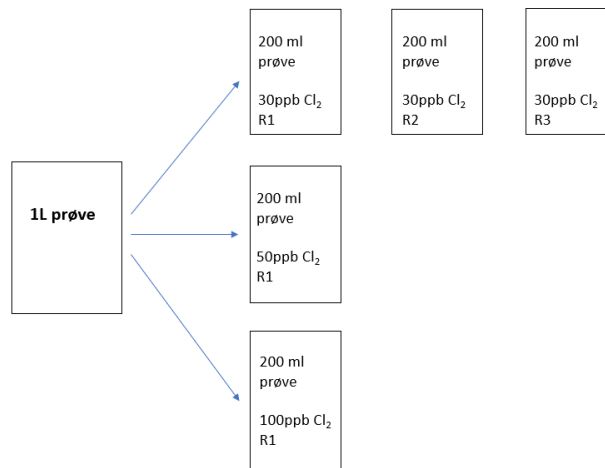 1L prøve
200 ml
prøve
30ppb Cl₂
R1
200 ml
prøve
30ppb Cl₂
R2
200 ml
prøve
30ppb Cl₂
R3
200 ml
prøve
50ppb Cl₂
R1
200 ml
prøve
100ppb Cl₂
R1